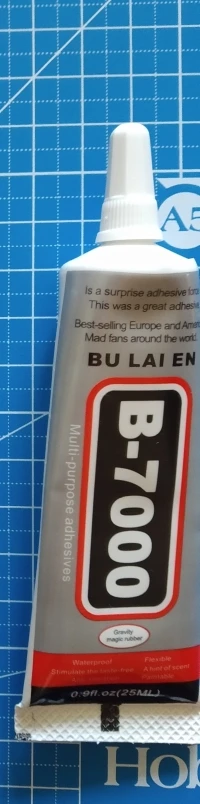 A5
Is a surprise adhesive
This was a great adhesive
Best-selling Europe and
Mad fans around the world
BU LAI EN
B-7000
Multi-purpose adhesives
Gravity
magic rubber
Waterproof
Flexible
0.9fl.oz(25ML)
Hob